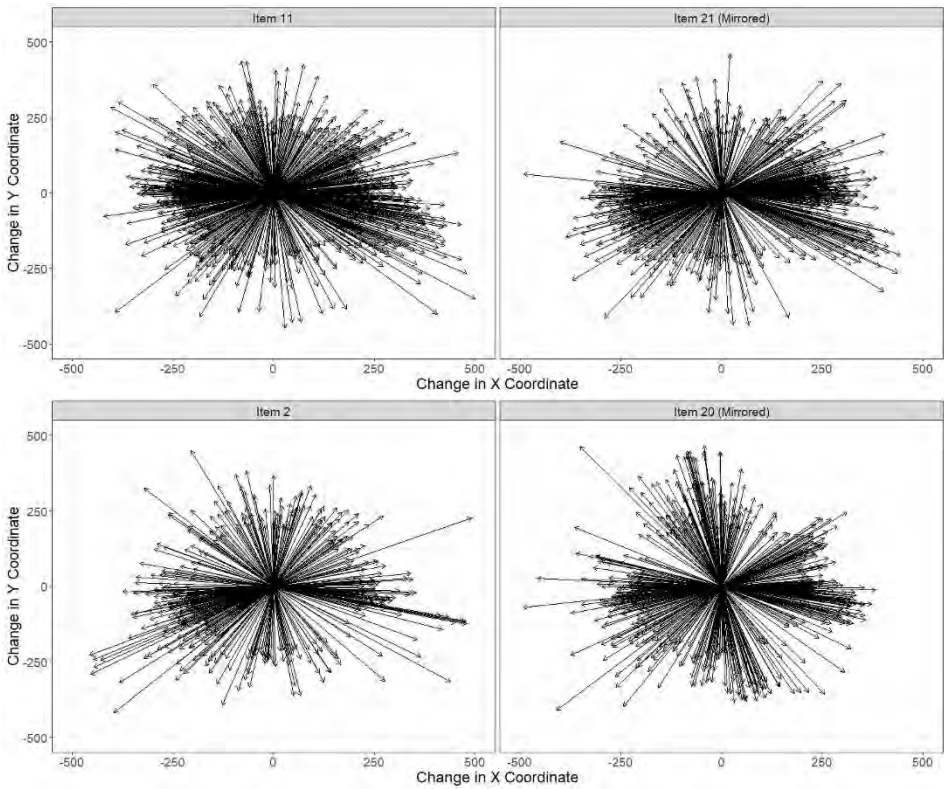 Item 11
Item 21 (Mirrored)
500
250
0
-250
-500
Change in Y Coordinate
-500 -250 0 250 500 -500 -250 0 250 500
Change in X Coordinate
Item 2
Item 20 (Mirrored)
500
250
0
-250
-500
Change in Y Coordinate
-500 -250 0 250 500 -500 -250 0 250 500
Change in X Coordinate